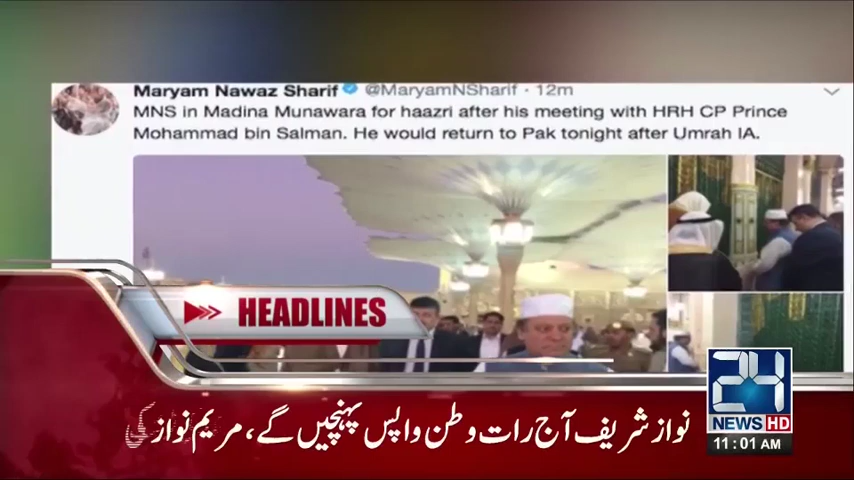 Maryam Nawaz Sharif @MaryamNSharif · 12m
MNS in Madina Munawara for haazri after his meeting with HRH CP Prince
Mohammad bin Salman. He would return to Pak tonight after Umrah IA.
HEADLINES
24
NEWS HD
11:01 AM
نواز شریف آج رات وطن واپس پہنچیں گے، مریم نواز کی